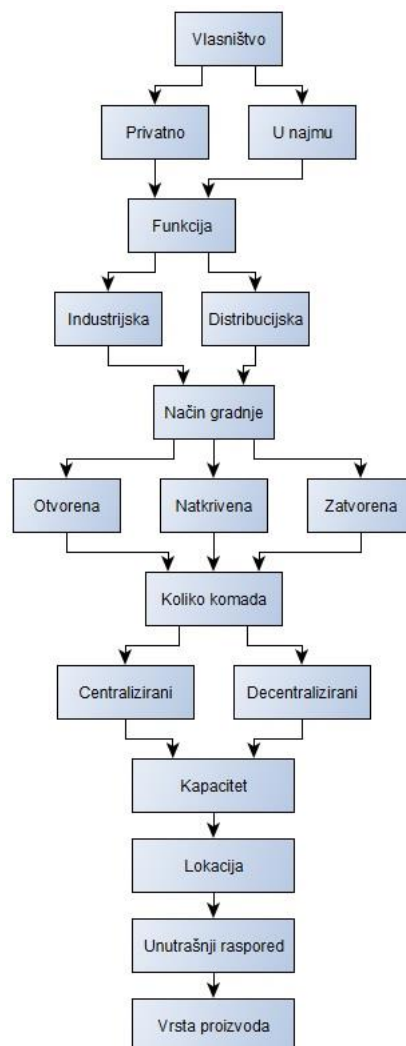 Vlasništvo
Privatno
U najmu
Funkcija
Industrijska
Distribucijska
Način gradnje
Otvorena
Natkrivena
Zatvorena
Koliko komada
Centralizirani
Decentralizirani
Kapacitet
Lokacija
Unutrašnji raspored
Vrsta proizvoda